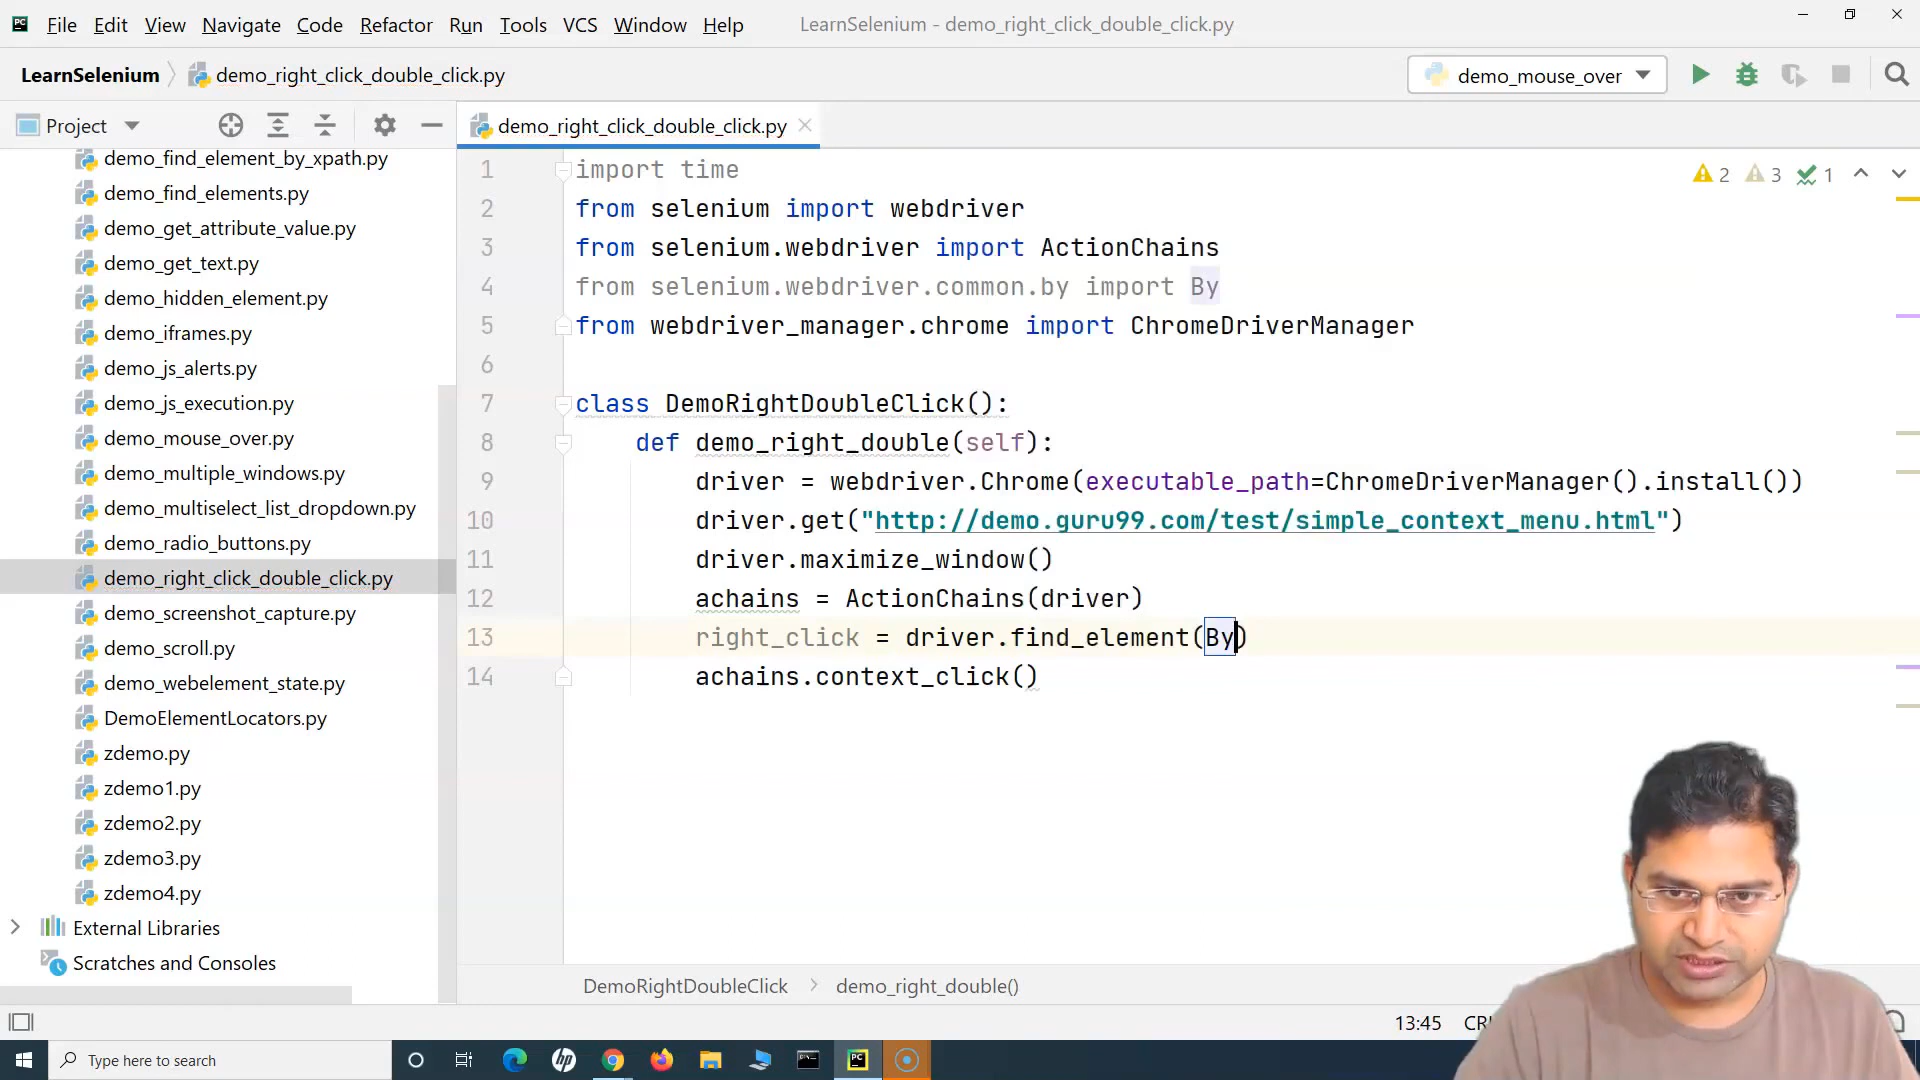 File Edit View Navigate Code Refactor Run Tools VCS Window Help LearnSelenium - demo_right_click_double_click.py
LearnSelenium demo_right_click_double_click.py demo_mouse_over
Project
demo_find_element_by_xpath.py
demo_find_elements.py
demo_get_attribute_value.py
demo_get_text.py
demo_hidden_element.py
demo_iframes.py
demo_js_alerts.py
demo_js_execution.py
demo_mouse_over.py
demo_multiple_windows.py
demo_multiselect_list_dropdown.py
demo_radio_buttons.py
demo_right_click_double_click.py
demo_screenshot_capture.py
demo_scroll.py
demo_webelement_state.py
DemoElementLocators.py
zdemo.py
zdemo1.py
zdemo2.py
zdemo3.py
zdemo4.py
External Libraries
Scratches and Consoles
demo_right_click_double_click.py
2 3 1
1 import time
2 from selenium import webdriver
3 from selenium.webdriver import ActionChains
4 from selenium.webdriver.common.by import By
5 from webdriver_manager.chrome import ChromeDriverManager
6
7 class DemoRightDoubleClick():
8 def demo_right_double(self):
9 driver = webdriver.Chrome(executable_path=ChromeDriverManager().install())
10 driver.get("http://demo.guru99.com/test/simple_context_menu.html")
11 driver.maximize_window()
12 achains = ActionChains(driver)
13 right_click = driver.find_element(By)
14 achains.context_click()
DemoRightDoubleClick demo_right_double()
13:45
Type here to search
hp
PC